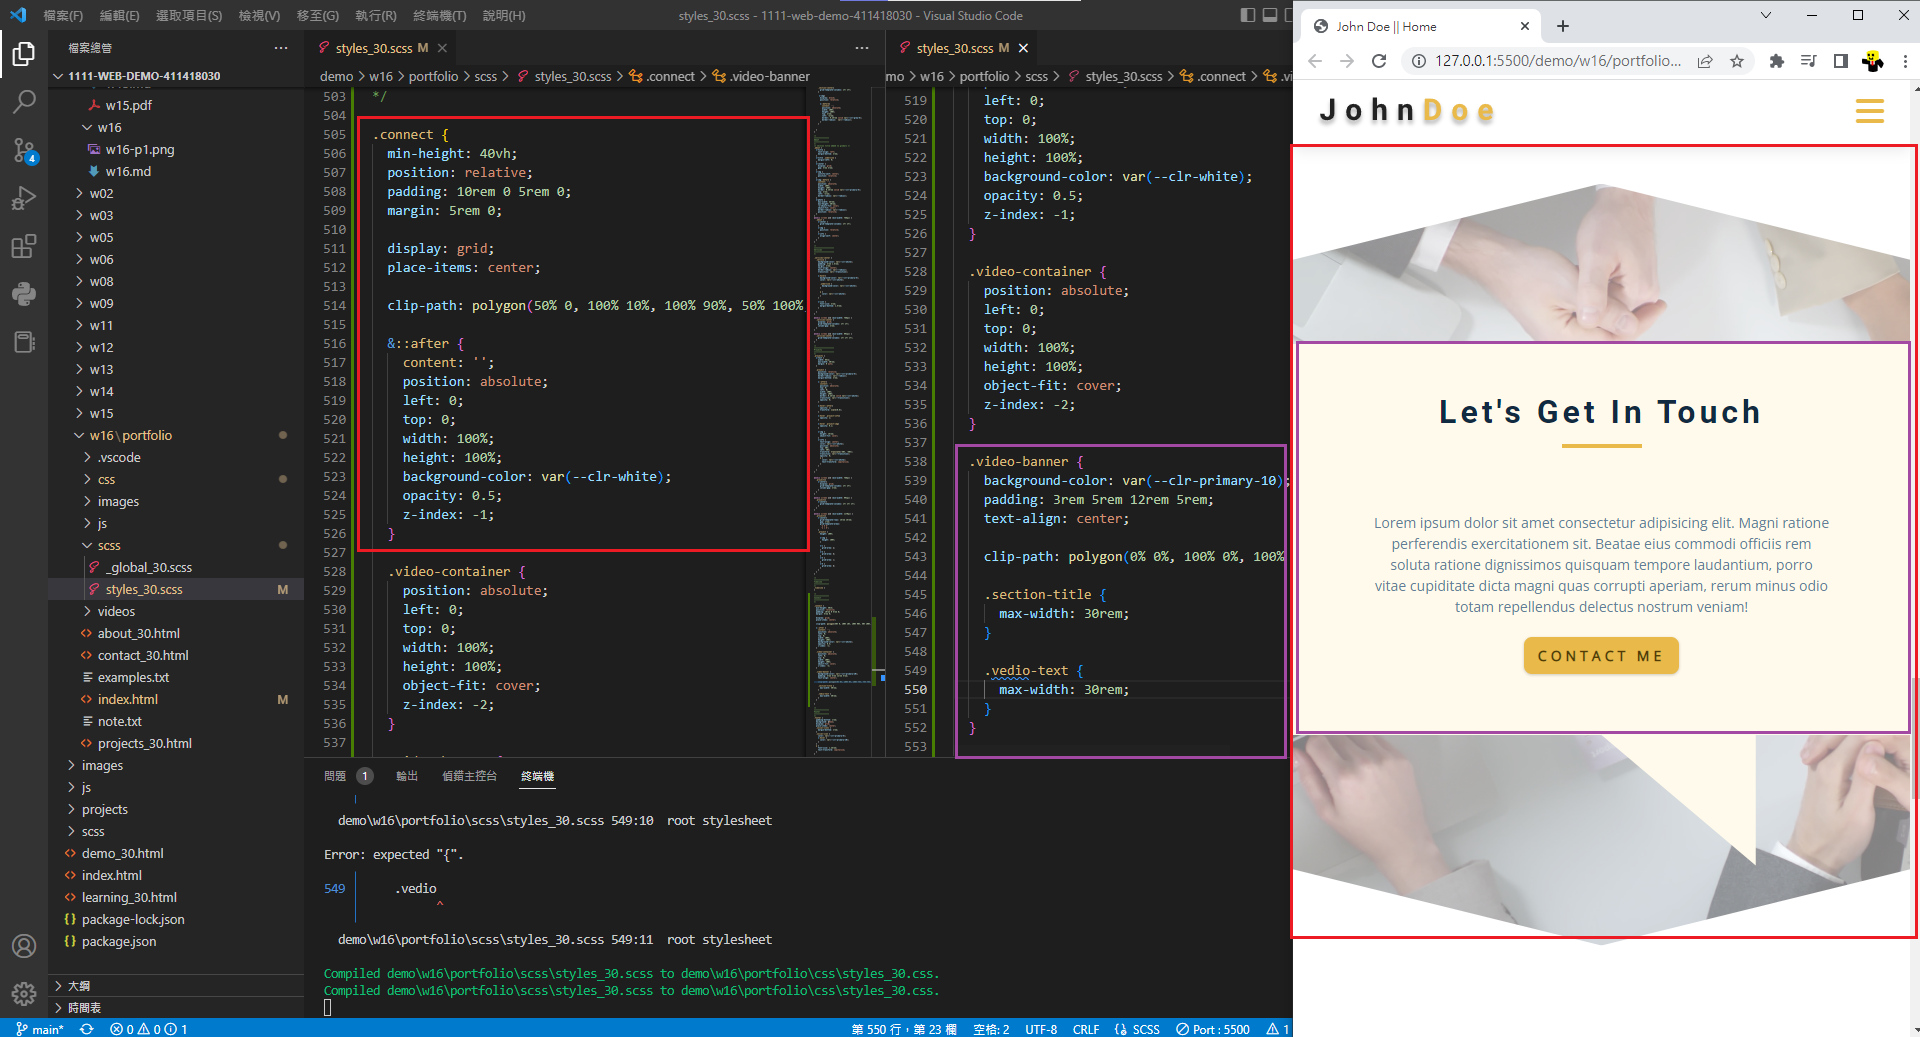 檔案(F) 編輯(E) 選取項目(S) 檢視(V) 移至(G) 執行(R) 終端機(T) 說明(H)
styles_30.scss - 1111-web-demo-411418030 - Visual Studio Code
檔案總管
1111-WEB-DEMO-411418030
w15.pdf
w16
w16-p1.png
w16.md
w02
w03
w05
w06
w08
w09
w11
w12
w13
w14
w15
w16\portfolio
.vscode
css
images
js
scss
_global_30.scss
styles_30.scss M
videos
about_30.html
contact_30.html
examples.txt
index.html M
note.txt
projects_30.html
images
js
projects
scss
demo_30.html
index.html
learning_30.html
package-lock.json
package.json
大綱
時間表
4
styles_30.scss M
demo > w16 > portfolio > scss > styles_30.scss > .connect > .video-banner
503 */
504
505 .connect {
506 min-height: 40vh;
507 position: relative;
508 padding: 10rem 0 5rem 0;
509 margin: 5rem 0;
510
511 display: grid;
512 place-items: center;
513
514 clip-path: polygon(50% 0, 100% 10%, 100% 90%, 50% 100%,
515
516 &::after {
517 content: '';
518 position: absolute;
519 left: 0;
520 top: 0;
521 width: 100%;
522 height: 100%;
523 background-color: var(--clr-white);
524 opacity: 0.5;
525 z-index: -1;
526 }
527
528 .video-container {
529 position: absolute;
530 left: 0;
531 top: 0;
532 width: 100%;
533 height: 100%;
534 object-fit: cover;
535 z-index: -2;
536 }
537
styles_30.scss M
mo > w16 > portfolio > scss > styles_30.scss > .connect > .vi
519 left: 0;
520 top: 0;
521 width: 100%;
522 height: 100%;
523 background-color: var(--clr-white);
524 opacity: 0.5;
525 z-index: -1;
526 }
527
528 .video-container {
529 position: absolute;
530 left: 0;
531 top: 0;
532 width: 100%;
533 height: 100%;
534 object-fit: cover;
535 z-index: -2;
536 }
537
538 .video-banner {
539 background-color: var(--clr-primary-10);
540 padding: 3rem 5rem 12rem 5rem;
541 text-align: center;
542
543 clip-path: polygon(0% 0%, 100% 0%, 100%
544
545 .section-title {
546 max-width: 30rem;
547 }
548
549 .vedio-text {
550 max-width: 30rem;
551 }
552 }
553
問題 1 輸出 偵錯主控台 終端機
demo\w16\portfolio\scss\styles_30.scss 549:10 root stylesheet
Error: expected "{".
549 .vedio
^
demo\w16\portfolio\scss\styles_30.scss 549:11 root stylesheet
Compiled demo\w16\portfolio\scss\styles_30.scss to demo\w16\portfolio\css\styles_30.css.
Compiled demo\w16\portfolio\scss\styles_30.scss to demo\w16\portfolio\css\styles_30.css.
main* 0 0 1
第 550 行，第 23 欄 空格: 2 UTF-8 CRLF SCSS Port : 5500 1
John Doe || Home
127.0.0.1:5500/demo/w16/portfolio...
JohnDoe
Let's Get In Touch
Lorem ipsum dolor sit amet consectetur adipisicing elit. Magni ratione
perferendis exercitationem sit. Beatae eius commodi officiis rem
soluta ratione dignissimos quisquam tempore laudantium, porro
vitae cupiditate dicta magni quas corrupti aperiam, rerum minus odio
totam repellendus delectus nostrum veniam!
CONTACT ME